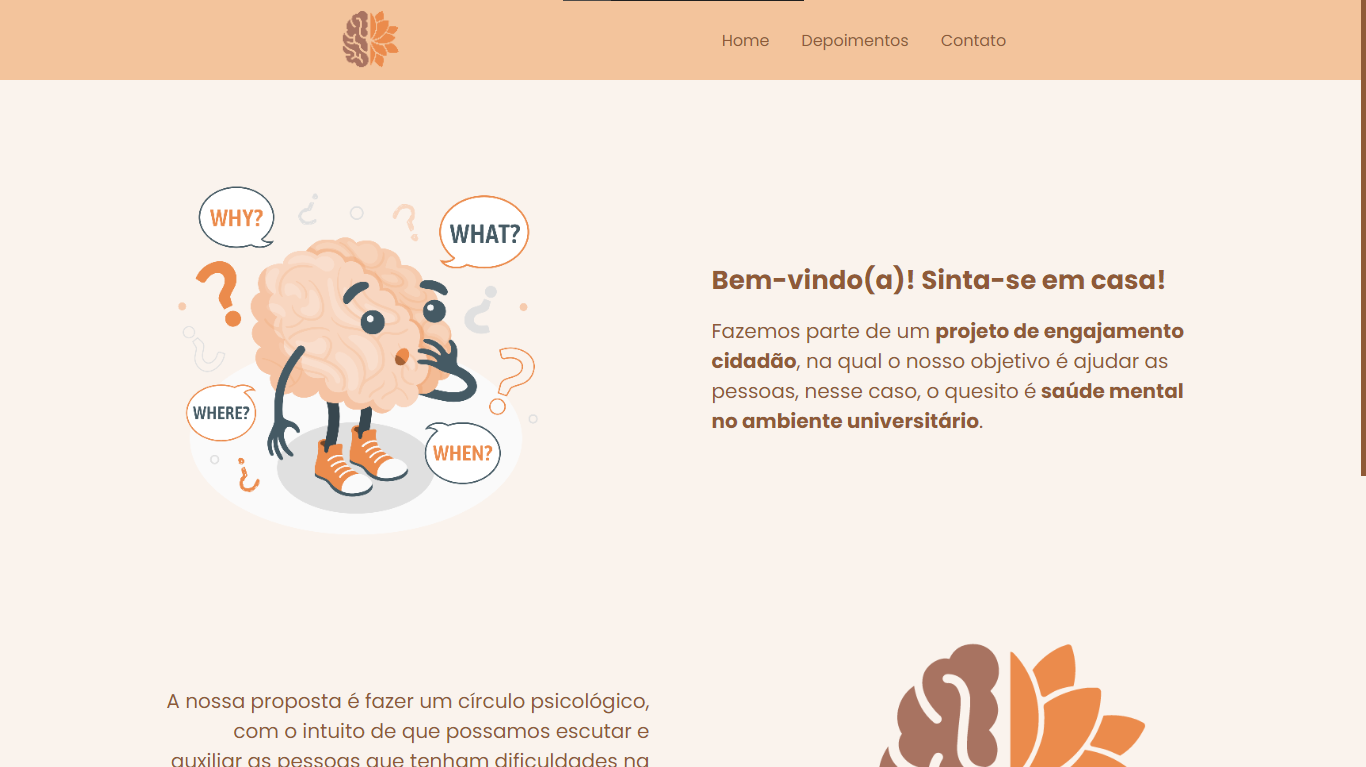 Home Depoimentos Contato
WHY?
WHAT?
WHERE?
WHEN?
Bem-vindo(a)! Sinta-se em casa!
Fazemos parte de um projeto de engajamento
cidadão, na qual o nosso objetivo é ajudar as
pessoas, nesse caso, o quesito é saúde mental
no ambiente universitário.
A nossa proposta é fazer um círculo psicológico,
com o intuito de que possamos escutar e
auxiliar as pessoas que tenham dificuldades na